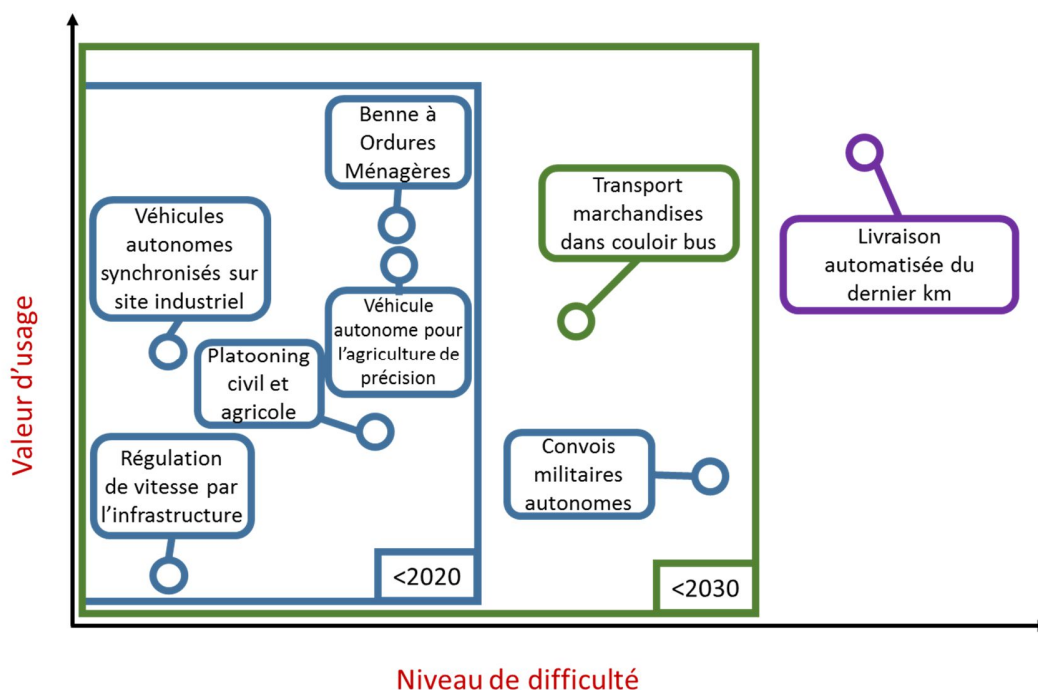 Benne à
Ordures
Ménagères
Véhicules
autonomes
synchronisés sur
site industriel
Transport
marchandises
dans couloir bus
Livraison
automatisée du
dernier km
Véhicule
autonome pour
l'agriculture de
précision
Platooning
civil et
agricole
Régulation
de vitesse par
l'infrastructure
Convois
militaires
autonomes
<2020
<2030
Valeur d'usage
Niveau de difficulté